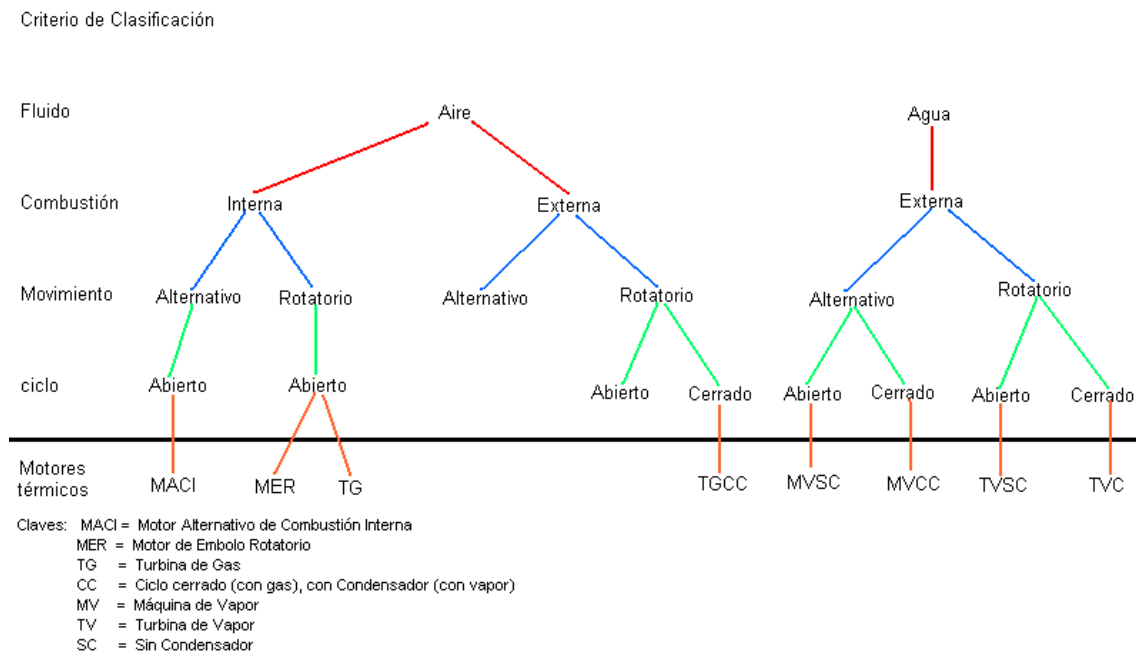 Criterio de Clasificación
Fluido Aire Agua
Combustión Interna Externa Externa
Movimiento Alternativo Rotatorio Alternativo Rotatorio Alternativo Rotatorio
ciclo Abierto Abierto Abierto Cerrado Abierto Cerrado Abierto Cerrado
Motores
térmicos MACI MER TG TGCC MVSC MVCC TVSC TVC
Claves: MACI = Motor Alternativo de Combustión Interna
MER = Motor de Embolo Rotatorio
TG = Turbina de Gas
CC = Ciclo cerrado (con gas), con Condensador (con vapor)
MV = Máquina de Vapor
TV = Turbina de Vapor
SC = Sin Condensador